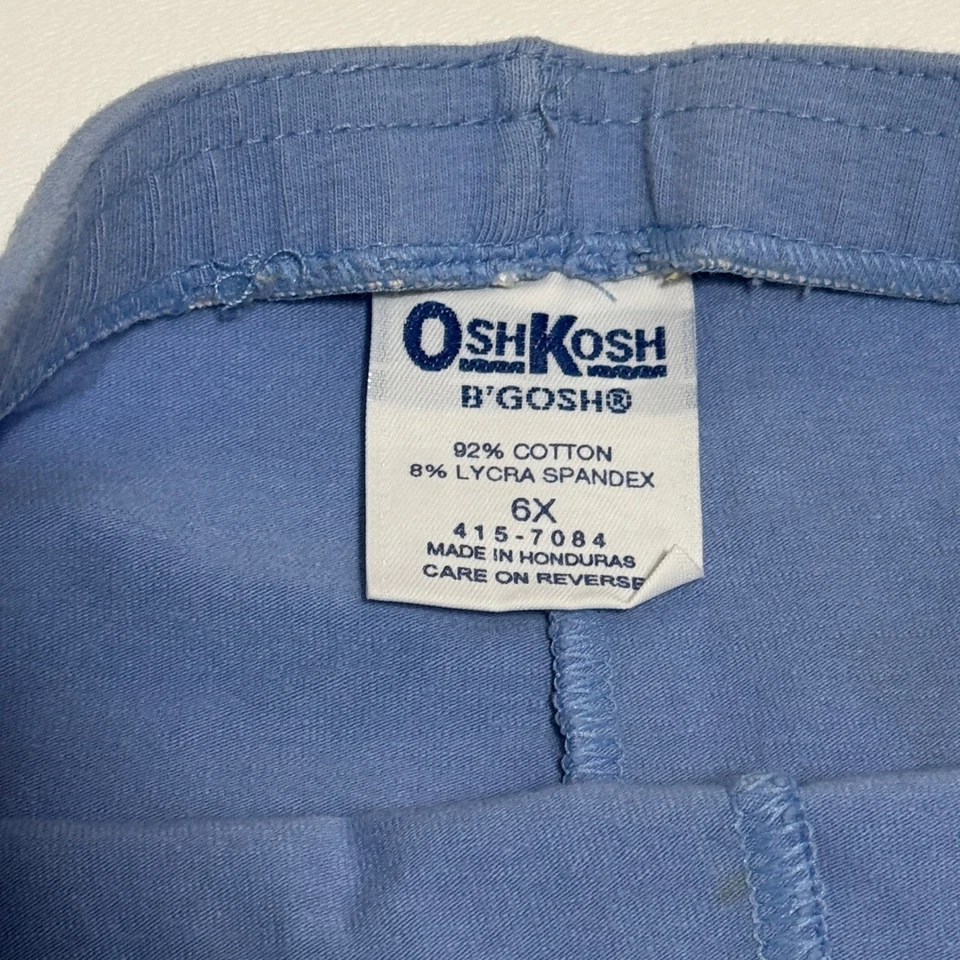 OSHKOSH
B'GOSH®
92% COTTON
8% LYCRA SPANDEX
6X
415-7084
MADE IN HONDURAS
CARE ON REVERSE